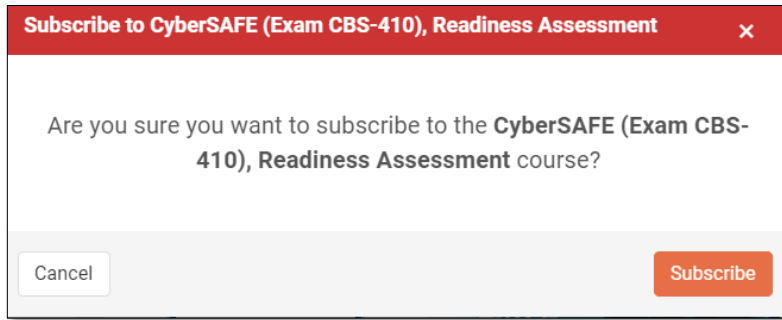 Subscribe to CyberSAFE (Exam CBS-410), Readiness Assessment ×
Are you sure you want to subscribe to the CyberSAFE (Exam CBS-
410), Readiness Assessment course?
Cancel Subscribe